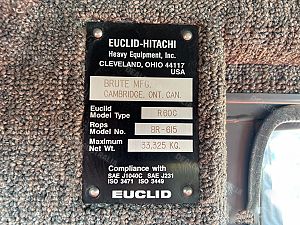 EUCLID-HITACHI
Heavy Equipment, Inc.
CLEVELAND, OHIO 44117
USA
BRUTE MFG.
CAMBRIDGE, ONT. CAN.
Euclid Model Type R60C
Rops Model No. BR-615
Maximum Net Wt. 33,325 KG.
Compliance with
SAE J1040C SAE J231
ISO 3471 ISO 3449
EUCLID